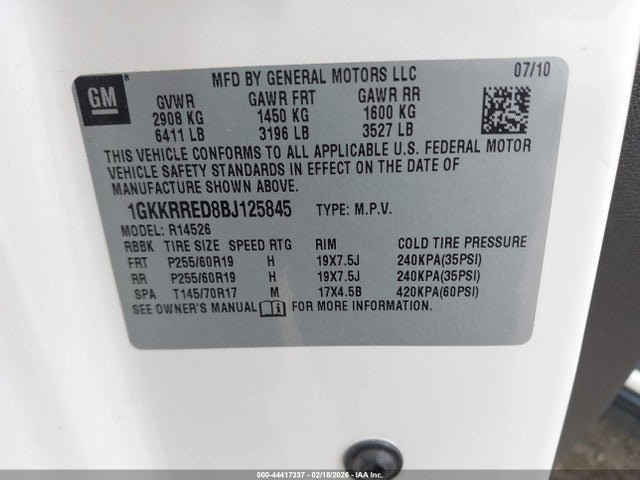 MFD BY GENERAL MOTORS LLC 07/10
GM
GVWR GAWR FRT GAWR RR
2908 KG 1450 KG 1600 KG
6411 LB 3196 LB 3527 LB
THIS VEHICLE CONFORMS TO ALL APPLICABLE U.S. FEDERAL MOTOR
VEHICLE SAFETY STANDARDS IN EFFECT ON THE DATE OF
MANUFACTURE SHOWN ABOVE.
1GKKRRED8BJ125845 TYPE: M.P.V.
MODEL: R14526
RBBK TIRE SIZE SPEED RTG RIM COLD TIRE PRESSURE
FRT P255/60R19 H 19X7.5J 240KPA(35PSI)
RR P255/60R19 H 19X7.5J 240KPA(35PSI)
SPA T145/70R17 M 17X4.5B 420KPA(60PSI)
SEE OWNER'S MANUAL FOR MORE INFORMATION.
000-44417337 - 02/18/2026 - IAA Inc.